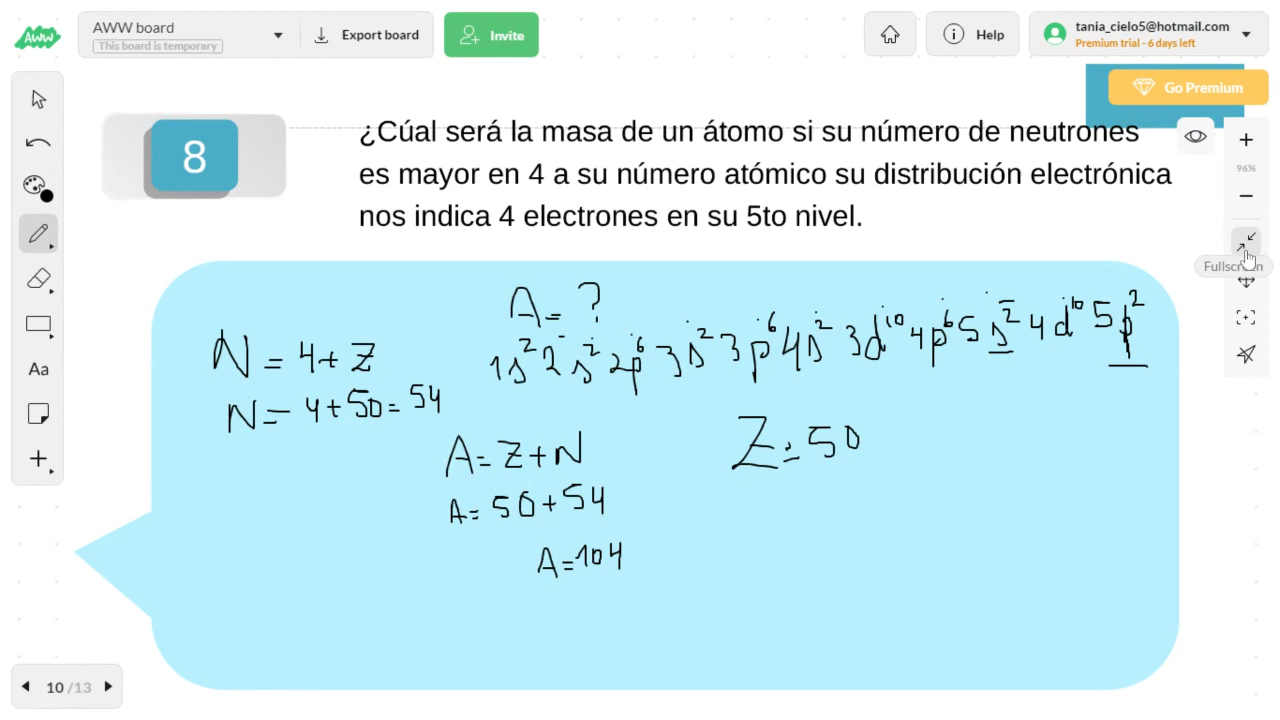 AWW board
This board is temporary
Export board
Invite
Help
tania_cielo5@hotmail.com
Premium trial - 6 days left
Go Premium
8
¿Cúal será la masa de un átomo si su número de neutrones
es mayor en 4 a su número atómico su distribución electrónica
nos indica 4 electrones en su 5to nivel.
96%
Fullscreen
A = ?
1s² 2s² 2p⁶ 3s² 3p⁶ 4s² 3d¹⁰ 4p⁶ 5s² 4d¹⁰ 5p²
N = 4 + Z
N = 4 + 50 = 54
A = Z + N
Z = 50
A = 50 + 54
A = 104
Aa
10 /13